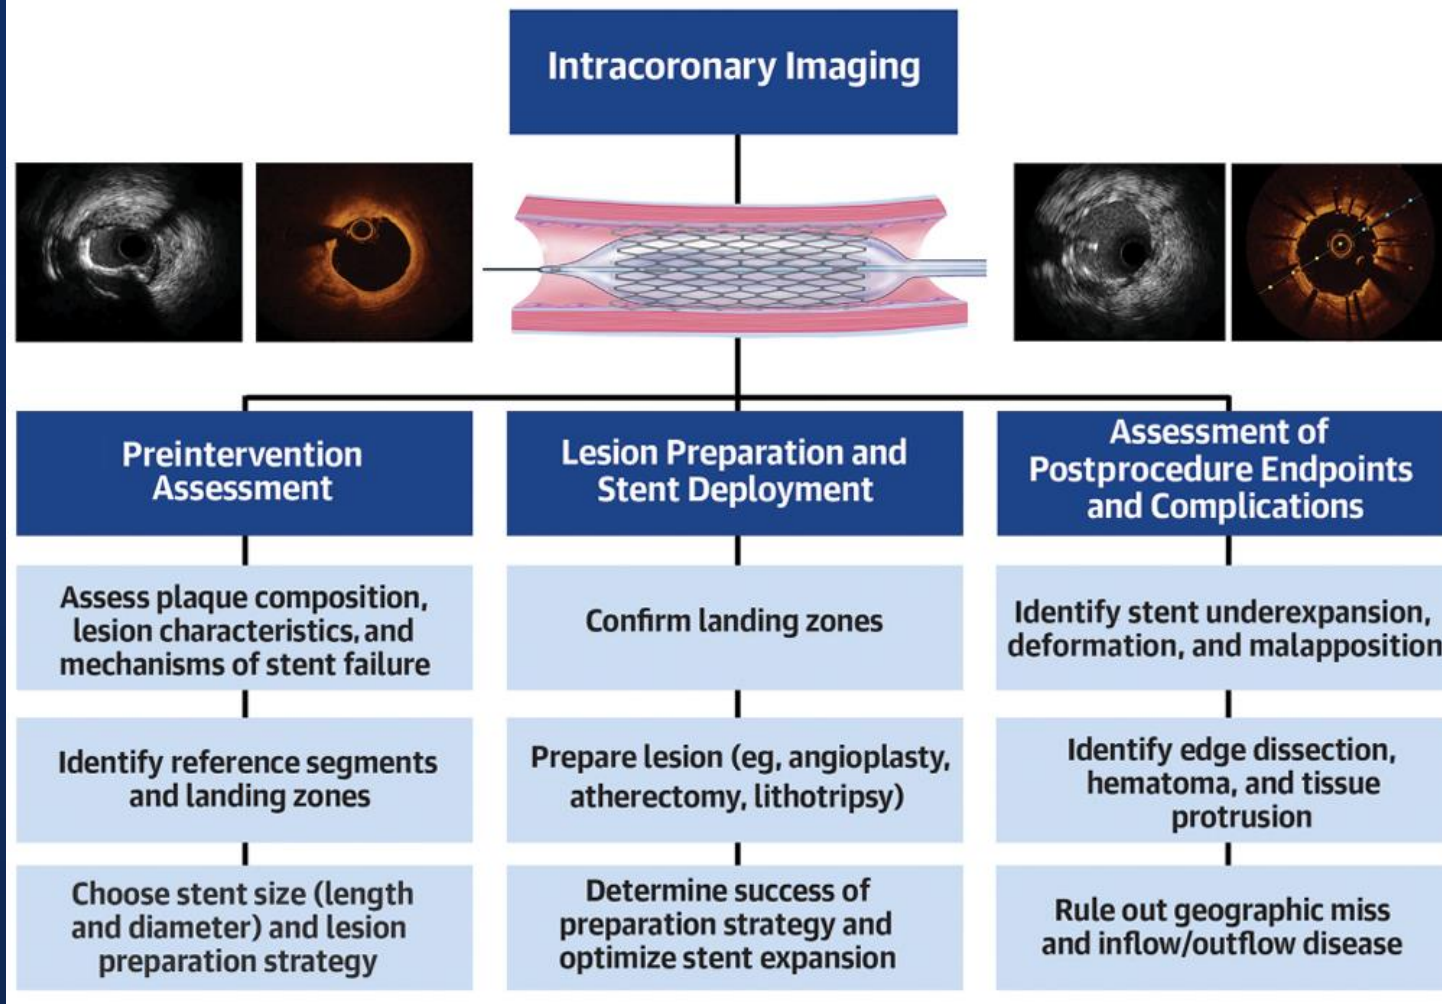 Intracoronary Imaging
Preintervention
Assessment
Assess plaque composition,
lesion characteristics, and
mechanisms of stent failure
Identify reference segments
and landing zones
Choose stent size (length
and diameter) and lesion
preparation strategy
Lesion Preparation and
Stent Deployment
Confirm landing zones
Prepare lesion (eg, angioplasty,
atherectomy, lithotripsy)
Determine success of
preparation strategy and
optimize stent expansion
Assessment of
Postprocedure Endpoints
and Complications
Identify stent underexpansion,
deformation, and malapposition
Identify edge dissection,
hematoma, and tissue
protrusion
Rule out geographic miss
and inflow/outflow disease